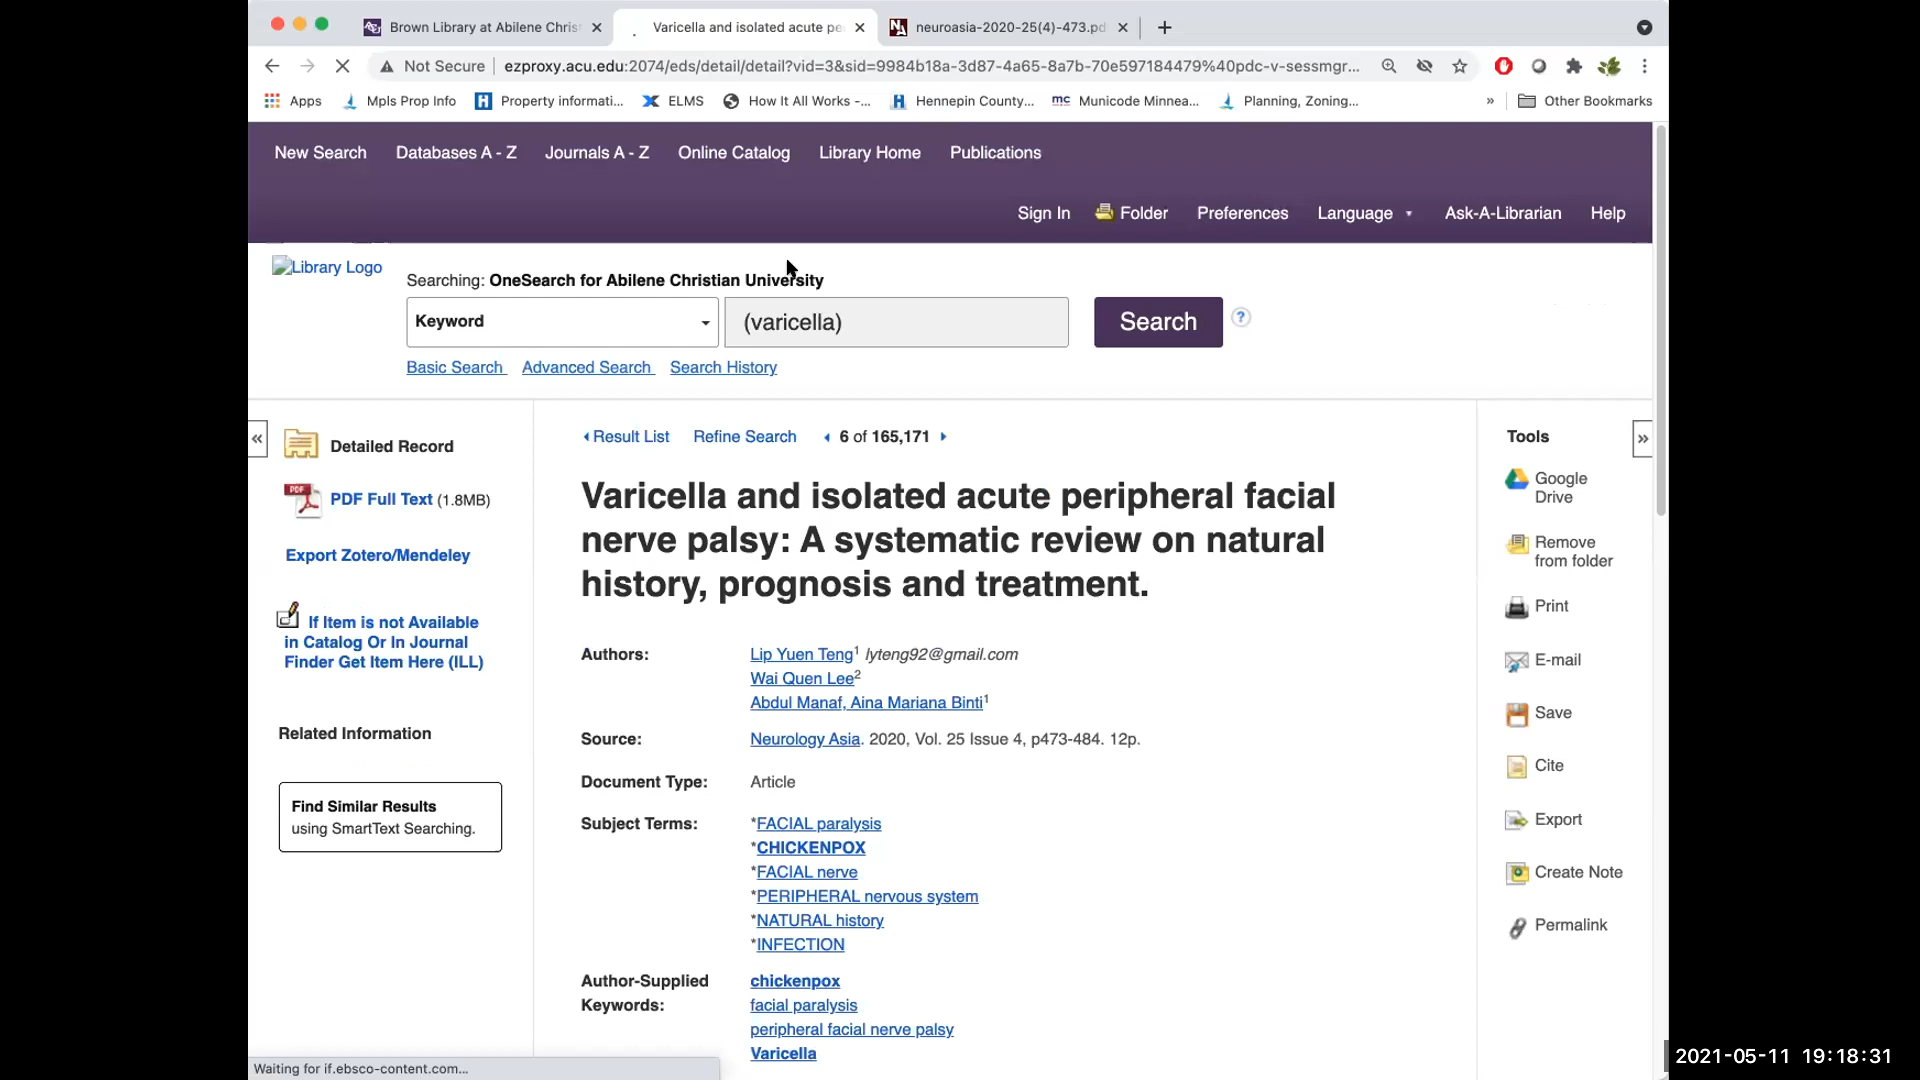 Brown Library at Abilene Chris
Varicella and isolated acute pe
neuroasia-2020-25(4)-473.pd
Not Secure
ezproxy.acu.edu:2074/eds/detail/detail?vid=3&sid=9984b18a-3d87-4a65-8a7b-70e597184479%40pdc-v-sessmgr...
Apps
Mpls Prop Info
Property informati...
ELMS
How It All Works -...
Hennepin County...
mc Municode Minnea...
Planning, Zoning...
»
Other Bookmarks
New Search
Databases A - Z
Journals A - Z
Online Catalog
Library Home
Publications
Sign In
Folder
Preferences
Language
Ask-A-Librarian
Help
Library Logo
Searching: OneSearch for Abilene Christian University
Keyword
(varicella)
Search
?
Basic Search
Advanced Search
Search History
«
Detailed Record
PDF Full Text (1.8MB)
Export Zotero/Mendeley
If Item is not Available
in Catalog Or In Journal
Finder Get Item Here (ILL)
Related Information
Find Similar Results
using SmartText Searching.
Result List
Refine Search
6 of 165,171
Varicella and isolated acute peripheral facial
nerve palsy: A systematic review on natural
history, prognosis and treatment.
Authors:
Lip Yuen Teng1 lyteng92@gmail.com
Wai Quen Lee2
Abdul Manaf, Aina Mariana Binti1
Source:
Neurology Asia. 2020, Vol. 25 Issue 4, p473-484. 12p.
Document Type:
Article
Subject Terms:
*FACIAL paralysis
*CHICKENPOX
*FACIAL nerve
*PERIPHERAL nervous system
*NATURAL history
*INFECTION
Author-Supplied
Keywords:
chickenpox
facial paralysis
peripheral facial nerve palsy
Varicella
Tools
»
Google
Drive
Remove
from folder
Print
E-mail
Save
Cite
Export
Create Note
Permalink
Waiting for if.ebsco-content.com...
2021-05-11 19:18:31